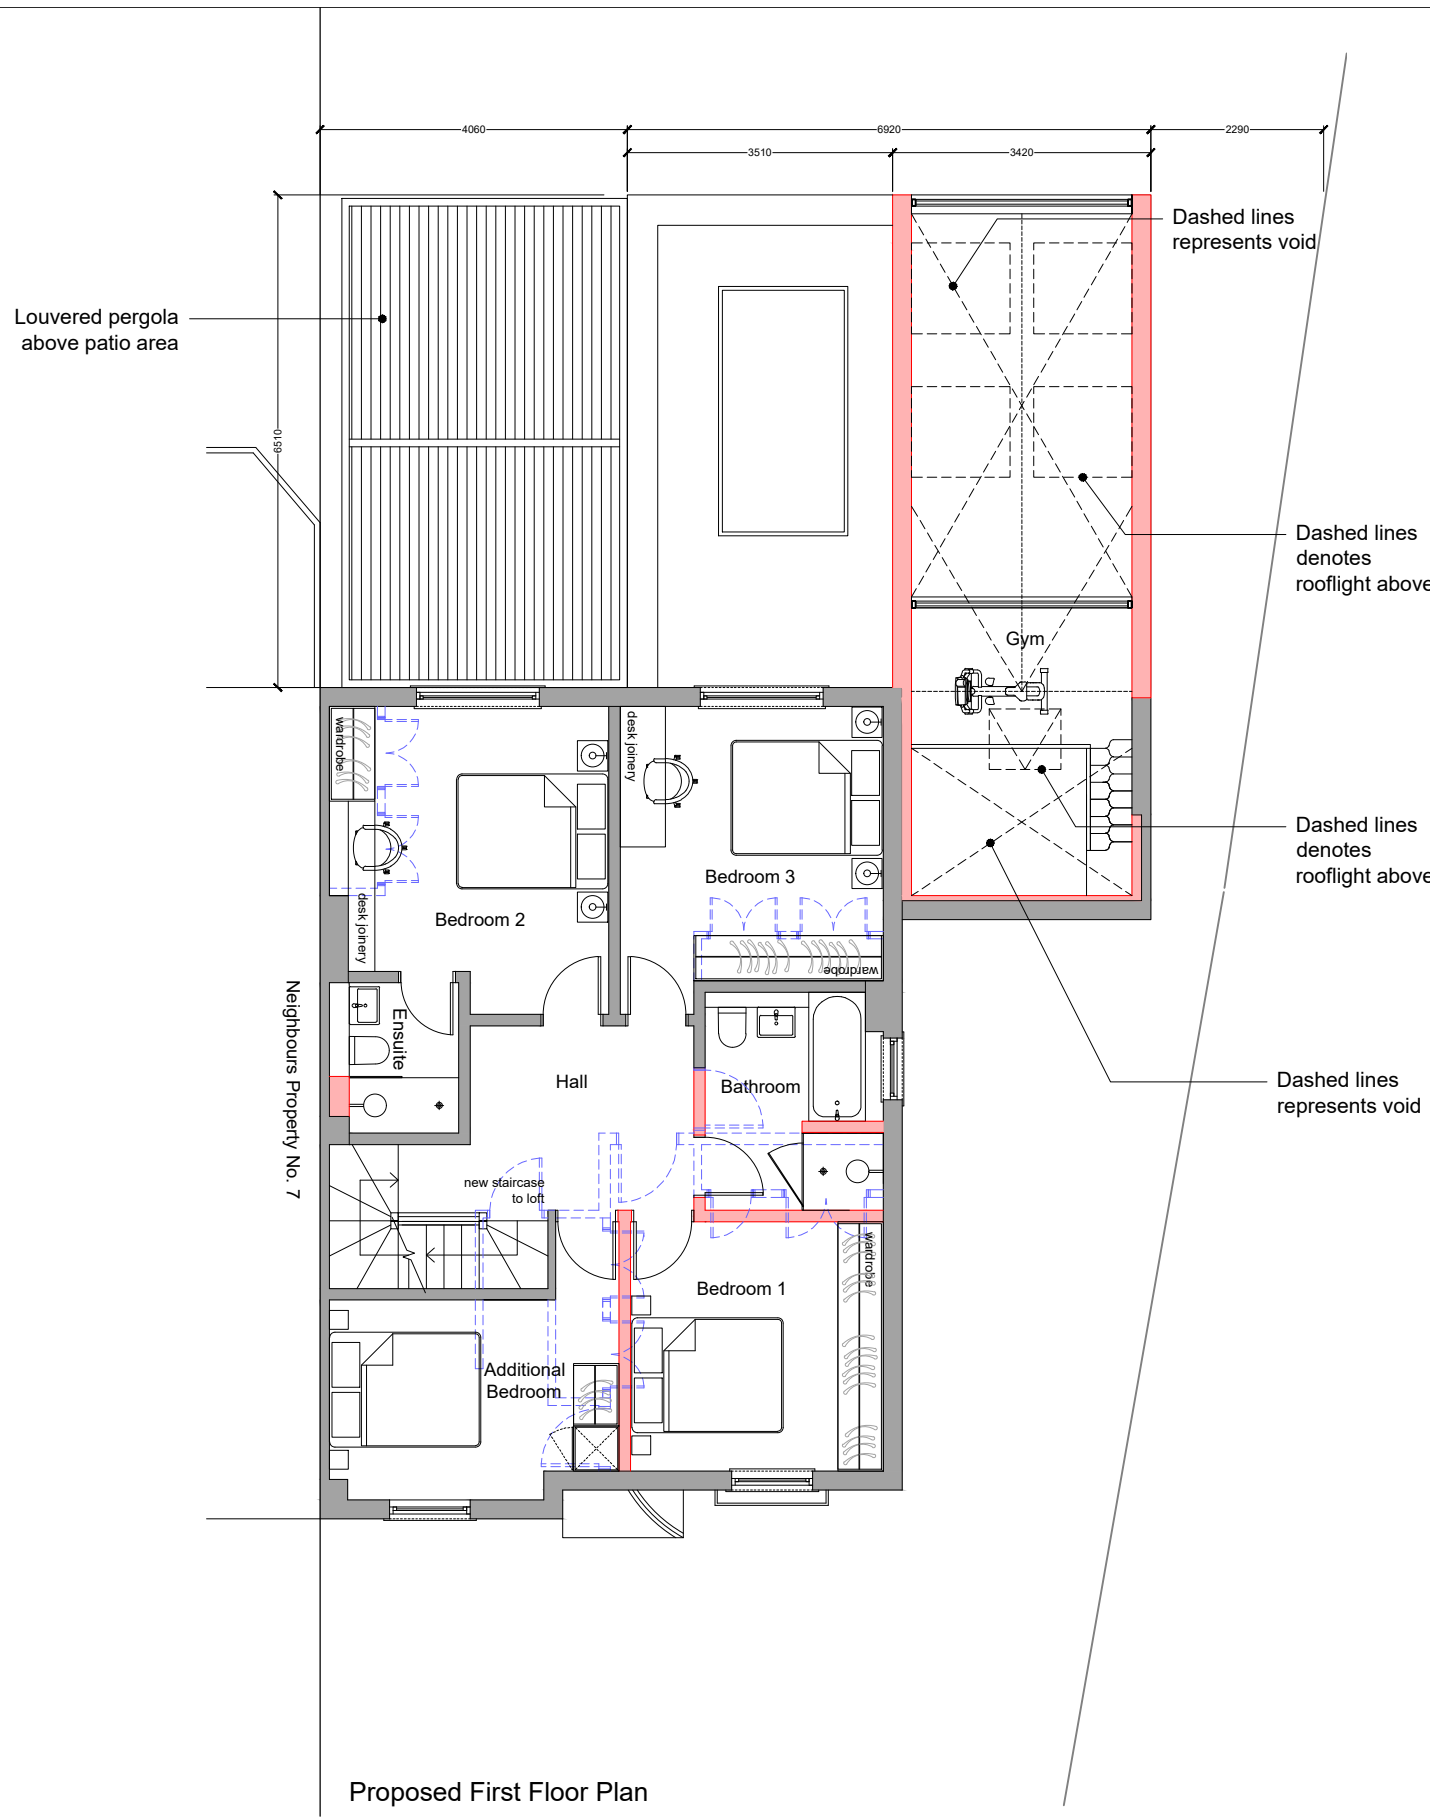 4060
6920
2290
3510
3420
Dashed lines
represents void
Louvered pergola
above patio area
6510
Dashed lines
denotes
rooflight above
Gym
wardrobe
desk joinery
Dashed lines
denotes
rooflight above
Bedroom 3
Bedroom 2
desk joinery
wardrobe
Neighbours Property No. 7
Ensuite
Hall
Bathroom
Dashed lines
represents void
new staircase
to loft
wardrobe
Bedroom 1
Additional
Bedroom
Proposed First Floor Plan